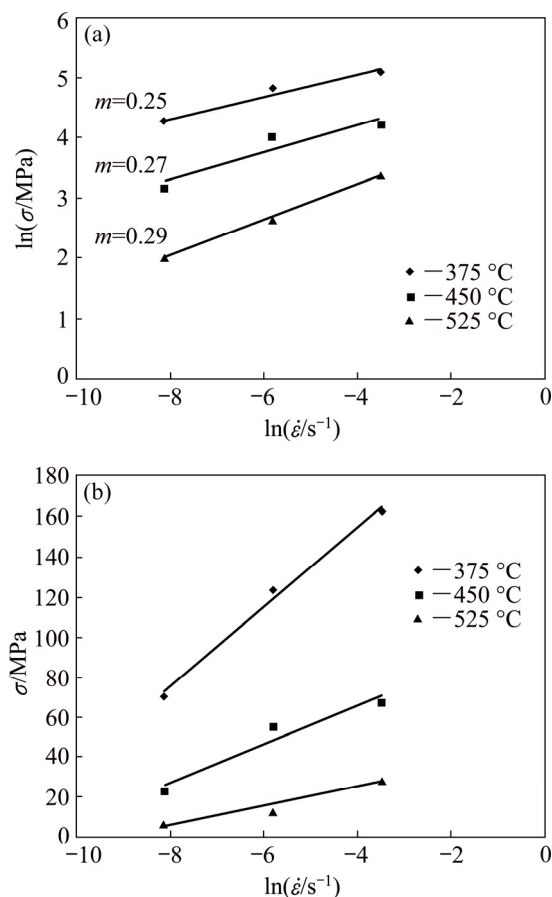 (a)
6
5
4
3
2
1
0
ln(σ/MPa)
m=0.25
m=0.27
m=0.29
—375 °C
—450 °C
—525 °C
−10 −8 −6 −4 −2 0
ln(ε̇/s⁻¹)
(b)
180
160
140
120
100
80
60
40
20
0
σ/MPa
—375 °C
—450 °C
—525 °C
−10 −8 −6 −4 −2 0
ln(ε̇/s⁻¹)